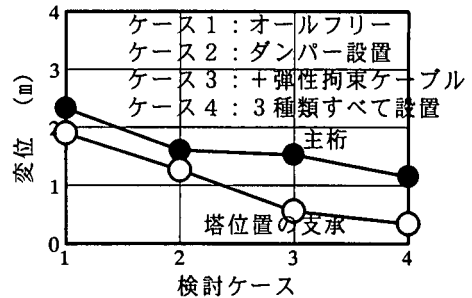 4
ケース1:オールフリー
ケース2:ダンパー設置
3
ケース3:+弾性拘束ケーブル
ケース4:3種類すべて設置
変位 (m)
2
主桁
1
塔位置の支承
0
1 2 3 4
検討ケース